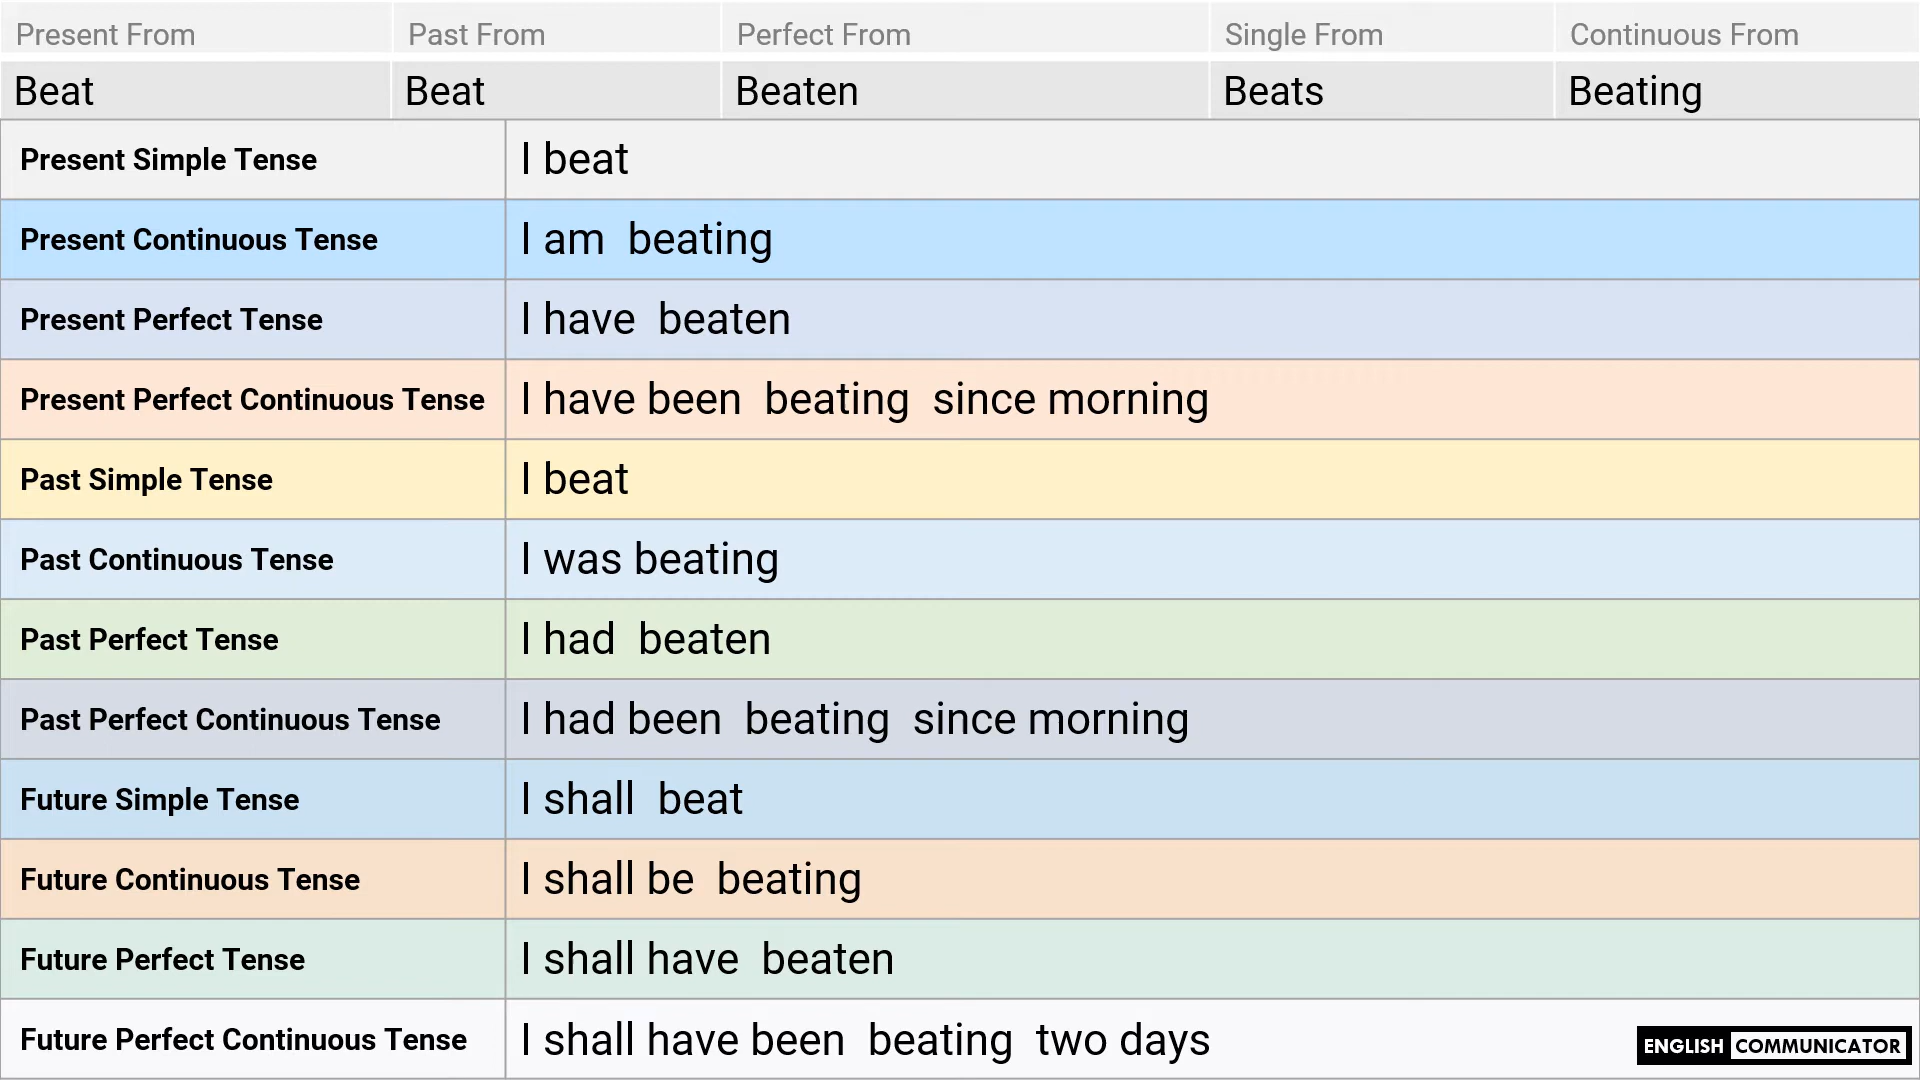 Present From Past From Perfect From Single From Continuous From
Beat Beat Beaten Beats Beating
Present Simple Tense I beat
Present Continuous Tense I am beating
Present Perfect Tense I have beaten
Present Perfect Continuous Tense I have been beating since morning
Past Simple Tense I beat
Past Continuous Tense I was beating
Past Perfect Tense I had beaten
Past Perfect Continuous Tense I had been beating since morning
Future Simple Tense I shall beat
Future Continuous Tense I shall be beating
Future Perfect Tense I shall have beaten
Future Perfect Continuous Tense I shall have been beating two days
ENGLISH COMMUNICATOR